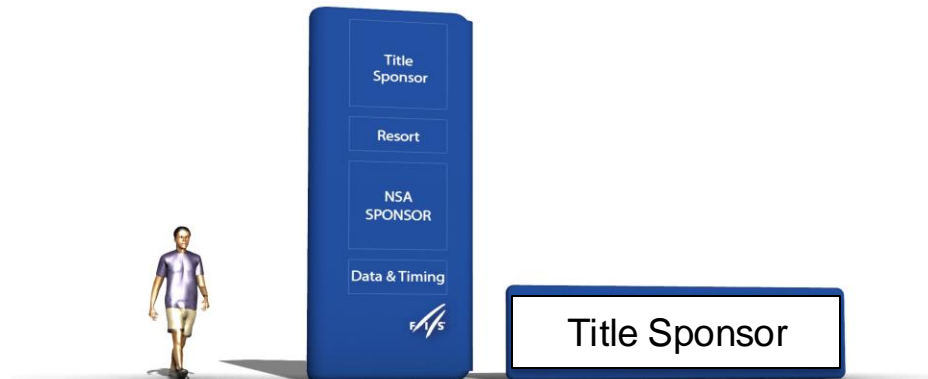 Title
Sponsor
Resort
NSA
SPONSOR
Data & Timing
F/I/S
Title Sponsor